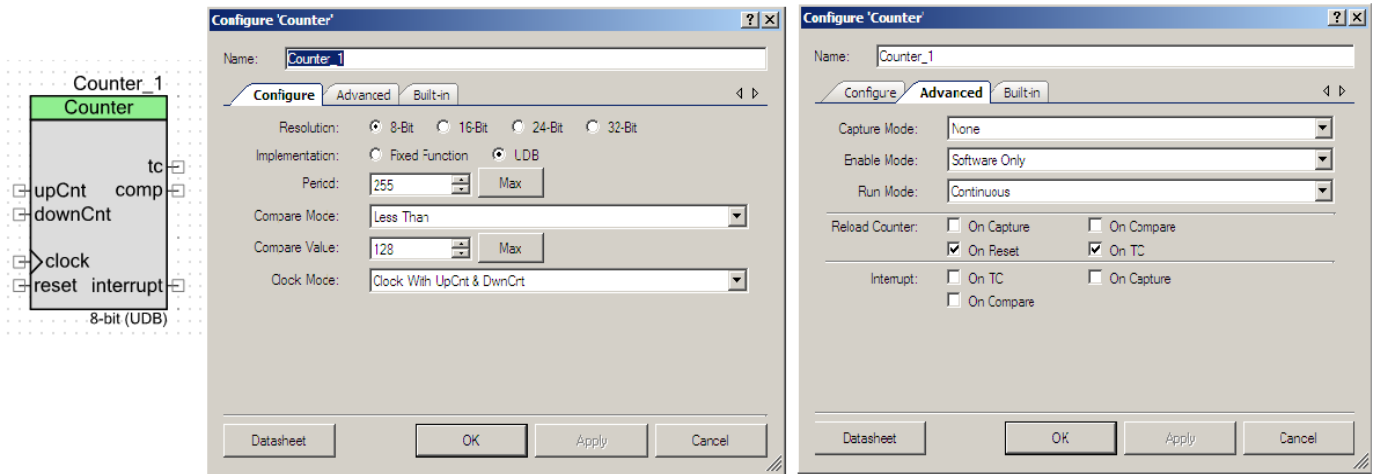 Counter_1
Counter
tc
upCnt comp
downCnt
clock
reset interrupt
8-bit (UDB)
Configure 'Counter'
Name: Counter_1
Configure Advanced Built-in
Resolution: 8-Bit 16-Bit 24-Bit 32-Bit
Implementation: Fixed Function UDB
Period: 255 Max
Compare Mode: Less Than
Compare Value: 128 Max
Clock Mode: Clock With UpCnt & DwnCnt
Datasheet OK Apply Cancel
Configure 'Counter'
Name: Counter_1
Configure Advanced Built-in
Capture Mode: None
Enable Mode: Software Only
Run Mode: Continuous
Reload Counter: On Capture On Compare
On Reset On TC
Interrupt: On TC On Capture
On Compare
Datasheet OK Apply Cancel